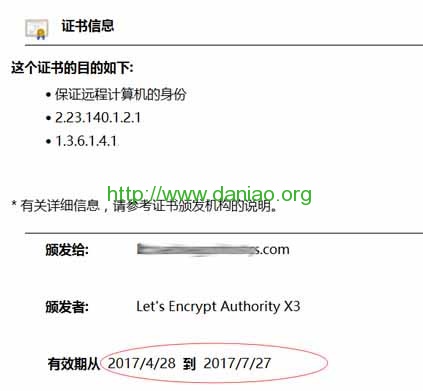 证书信息
这个证书的目的如下:
• 保证远程计算机的身份
• 2.23.140.1.2.1
• 1.3.6.1.4.1
http://www.daniao.org
* 有关详细信息，请参考证书颁发机构的说明。
颁发给: s.com
颁发者: Let's Encrypt Authority X3
有效期从 2017/4/28 到 2017/7/27